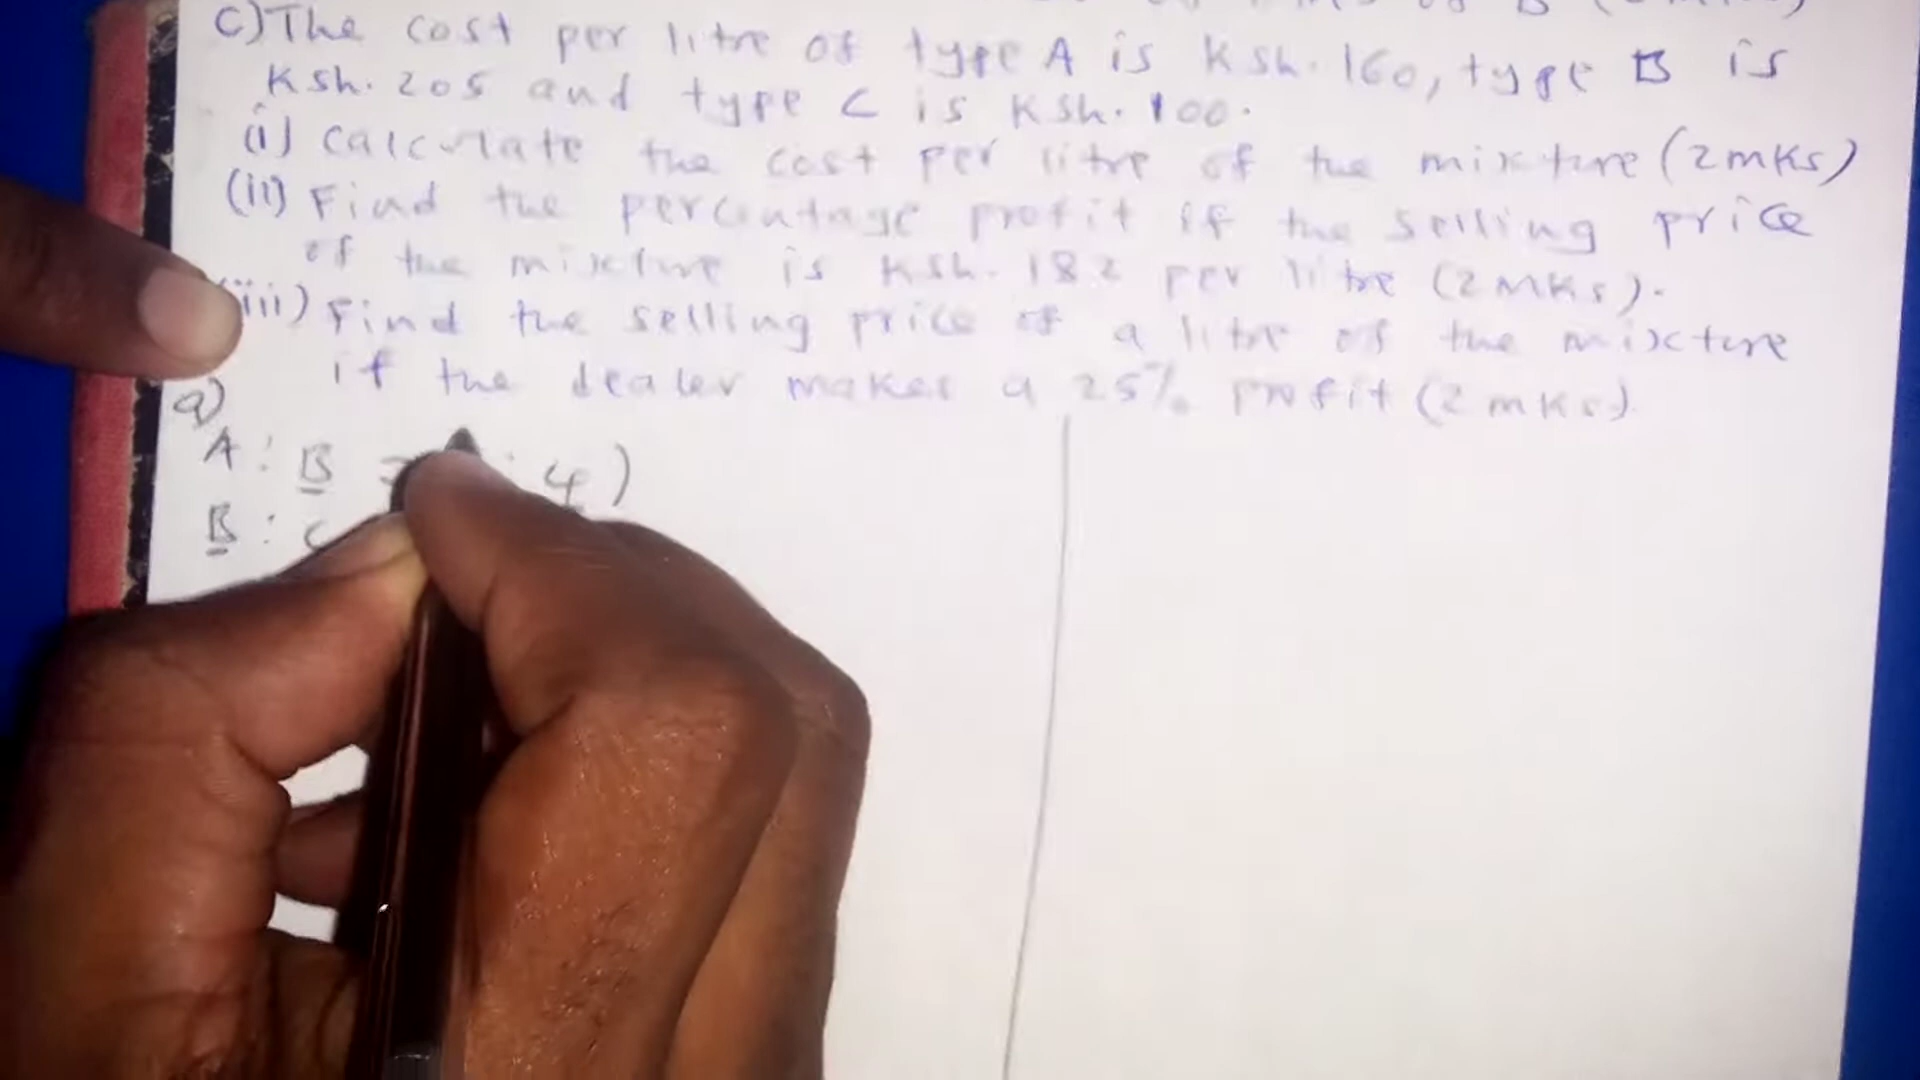 C) The cost per litre of type A is Ksh. 160, type B is
Ksh. 205 and type C is Ksh. 100.
(i) Calculate the cost per litre of the mixture (2mks)
(ii) Find the percentage profit if the selling price
of the mixture is Ksh. 182 per litre (2mks).
(iii) Find the selling price of a litre of the mixture
if the dealer makes a 25% profit (2mks).
a)
A : B : 4)
B : C